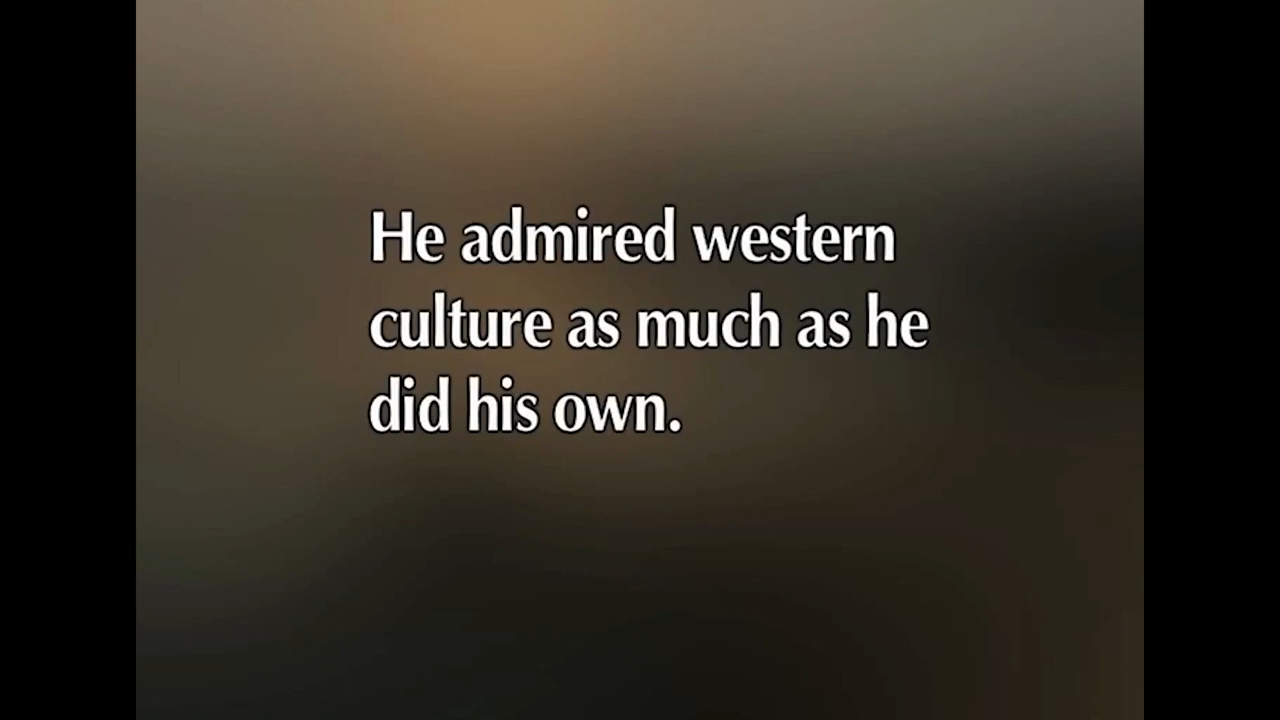 He admired western
culture as much as he
did his own.